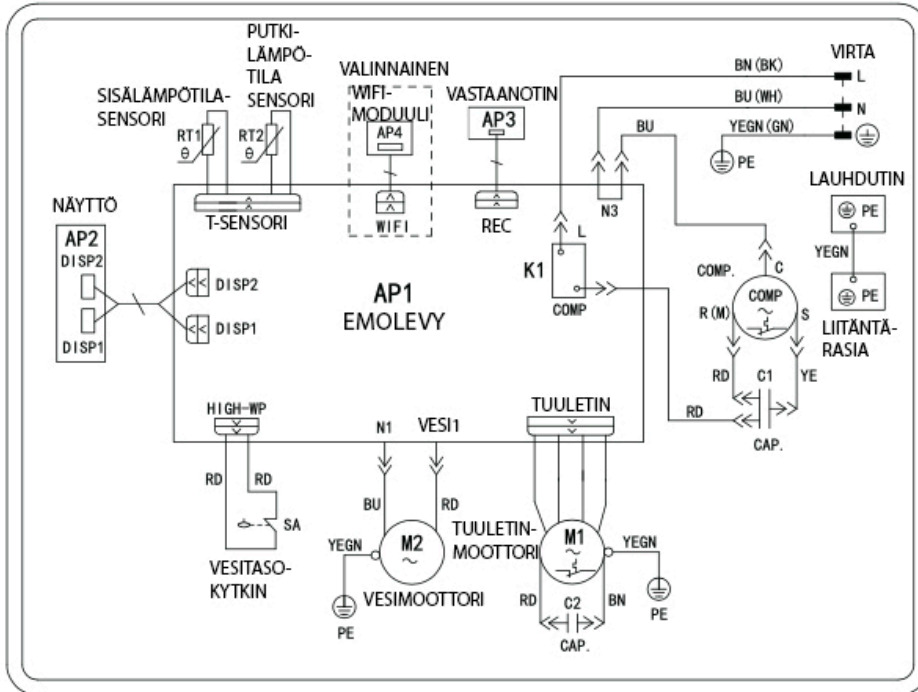 PUTKI-
LÄMPÖ-
TILA
SENSORI
SISÄLÄMPÖTILA-
SENSORI
RT1
θ
RT2
θ
VALINNAINEN
WIFI-
MODUULI
AP4
VASTAANOTIN
AP3
BN (BK)
BU (WH)
BU
YEGN (GN)
PE
VIRTA
L
N
NÄYTTÖ
AP2
DISP2
DISP1
T-SENSORI
WIFI
REC
N3
DISP2
DISP1
AP1
EMOLEVY
L
K1
COMP
LAUHDUTIN
PE
YEGN
PE
LIITÄNTÄ-
RASIA
COMP.
C
COMP
~
R (M)
S
RD
C1
YE
RD
CAP.
HIGH-WP
N1
VESI1
TUULETIN
RD
RD
SA
VESITASO-
KYTKIN
BU
RD
YEGN
M2
~
VESIMOOTTORI
PE
TUULETIN-
MOOTTORI
M1
~
YEGN
PE
RD
C2
BN
CAP.